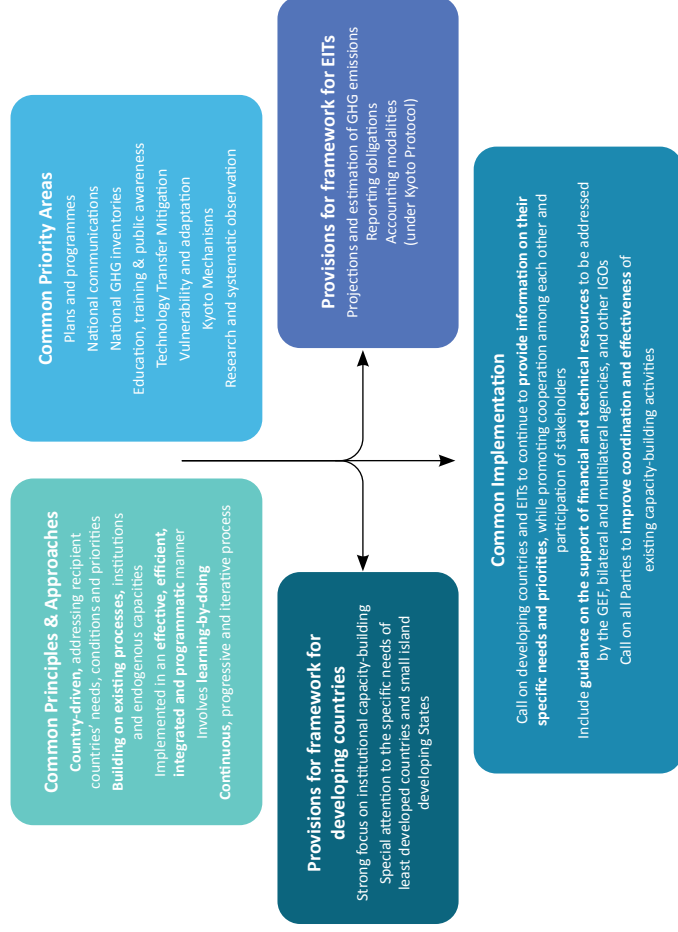 Common Principles & Approaches
Country-driven, addressing recipient
countries' needs, conditions and priorities
Building on existing processes, institutions
and endogenous capacities
Implemented in an effective, efficient,
integrated and programmatic manner
Involves learning-by-doing
Continuous, progressive and iterative process
Common Priority Areas
Plans and programmes
National communications
National GHG inventories
Education, training & public awareness
Technology Transfer Mitigation
Vulnerability and adaptation
Kyoto Mechanisms
Research and systematic observation
Provisions for framework for
developing countries
Strong focus on institutional capacity-building
Special attention to the specific needs of
least developed countries and small island
developing States
Provisions for framework for EITs
Projections and estimation of GHG emissions
Reporting obligations
Accounting modalities
(under Kyoto Protocol)
Common Implementation
Call on developing countries and EITs to continue to provide information on their
specific needs and priorities, while promoting cooperation among each other and
participation of stakeholders
Include guidance on the support of financial and technical resources to be addressed
by the GEF, bilateral and multilateral agencies, and other IGOs
Call on all Parties to improve coordination and effectiveness of
existing capacity-building activities